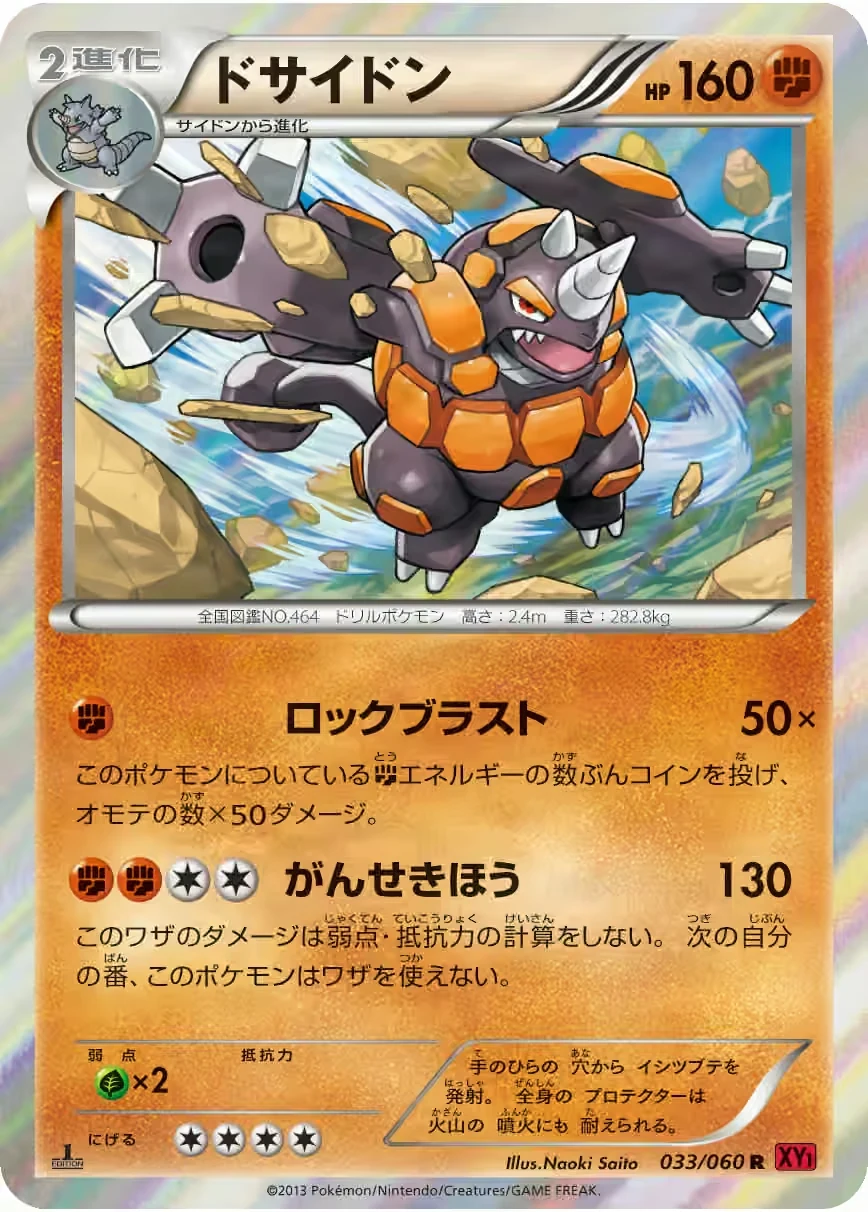 2進化
ドサイドン
HP 160
サイドンから進化
全国図鑑NO.464 ドリルポケモン 高さ:2.4m 重さ:282.8kg
ロックブラスト 50×
このポケモンについているエネルギーの数ぶんコインを投げ、
オモテの数×50ダメージ。
がんせきほう 130
このワザのダメージは弱点・抵抗力の計算をしない。次の自分
の番、このポケモンはワザを使えない。
弱点 抵抗力
×2
にげる
手のひらの 穴から イシツブテを
発射。 全身の プロテクターは
火山の 噴火にも 耐えられる。
1 EDITION
Illus.Naoki Saito 033/060 R XY1
©2013 Pokémon/Nintendo/Creatures/GAME FREAK.